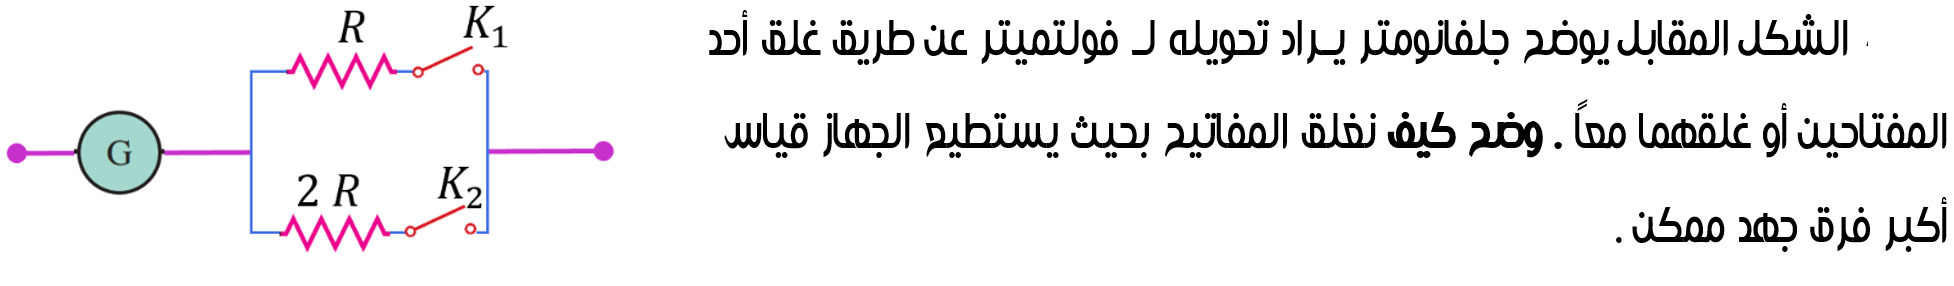 الشكل المقابل يوضح جلفانومتر يـراد تحويله لـ فولتميتر عن طريق غلق أحد
المفتاحين أو غلقهما معاً . وضح كيف نغلق المفاتيح بحيث يستطيع الجهاز قياس
أكبر فرق جهد ممكن .
R
K1
G
2 R
K2